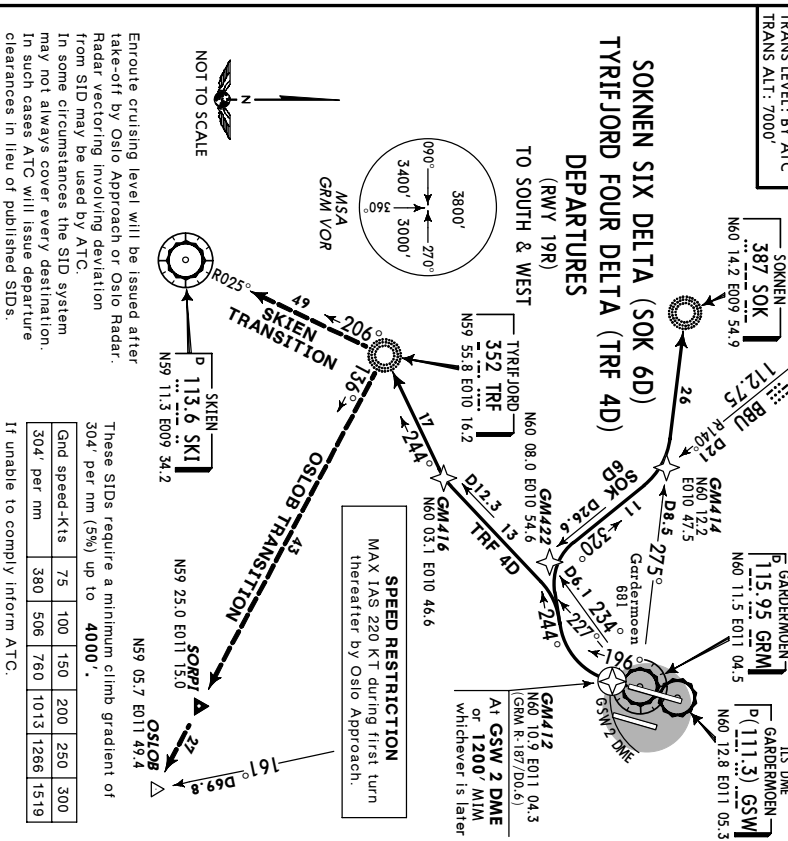 TRANS LEVEL: BY ATC
TRANS ALT: 7000'
SOKNEN SIX DELTA (SOK 6D)
TYRIFJORD FOUR DELTA (TRF 4D)
DEPARTURES
(RWY 19R)
TO SOUTH & WEST
SOKNEN
387 SOK
N60 14.2 E009 54.9
112.75
BBU
D21
R140°
26
GM414
N60 12.2
E010 47.5
D8.5
275°
GARDERMOEN
D 115.95 GRM
N60 11.5 E011 04.5
ILS DME
GARDERMOEN
P(111.3) GSW
N60 12.8 E011 05.3
Gardermoen
681
SOK
6D
D26.6
11
320°
GM422
N60 08.0 E010 54.6
D6.1
234°
227°
244°
196°
GSW 2 DME
GM412
N60 10.9 E011 04.3
(GRM R-187/D0.6)
At GSW 2 DME
or 1200' MIM
whichever is later
D12.3
13
TRF 4D
GM416
N60 03.1 E010 46.6
17
244°
TYRIFJORD
352 TRF
N59 55.8 E010 16.2
MSA
GRM VOR
3800'
090°
270°
3400'
3000'
360°
206°
49
SKIEN
TRANSITION
R025°
SKIEN
D 113.6 SKI
N59 11.3 E009 34.2
136°
OSLOB TRANSITION
43
SORPI
N59 25.0 E011 15.0
27
OSLOB
N59 05.7 E011 49.4
161°
D69.8
SPEED RESTRICTION
MAX IAS 220 KT during first turn
thereafter by Oslo Approach.
NOT TO SCALE
N
Enroute cruising level will be issued after
take-off by Oslo Approach or Oslo Radar.
Radar vectoring involving deviation
from SID may be used by ATC.
In some circumstances the SID system
may not always cover every destination.
In such cases ATC will issue departure
clearances in lieu of published SIDs.
These SIDs require a minimum climb gradient of
304' per nm (5%) up to 4000'.
Gnd speed-Kts 75 100 150 200 250 300
304' per nm 380 506 760 1013 1266 1519
If unable to comply inform ATC.